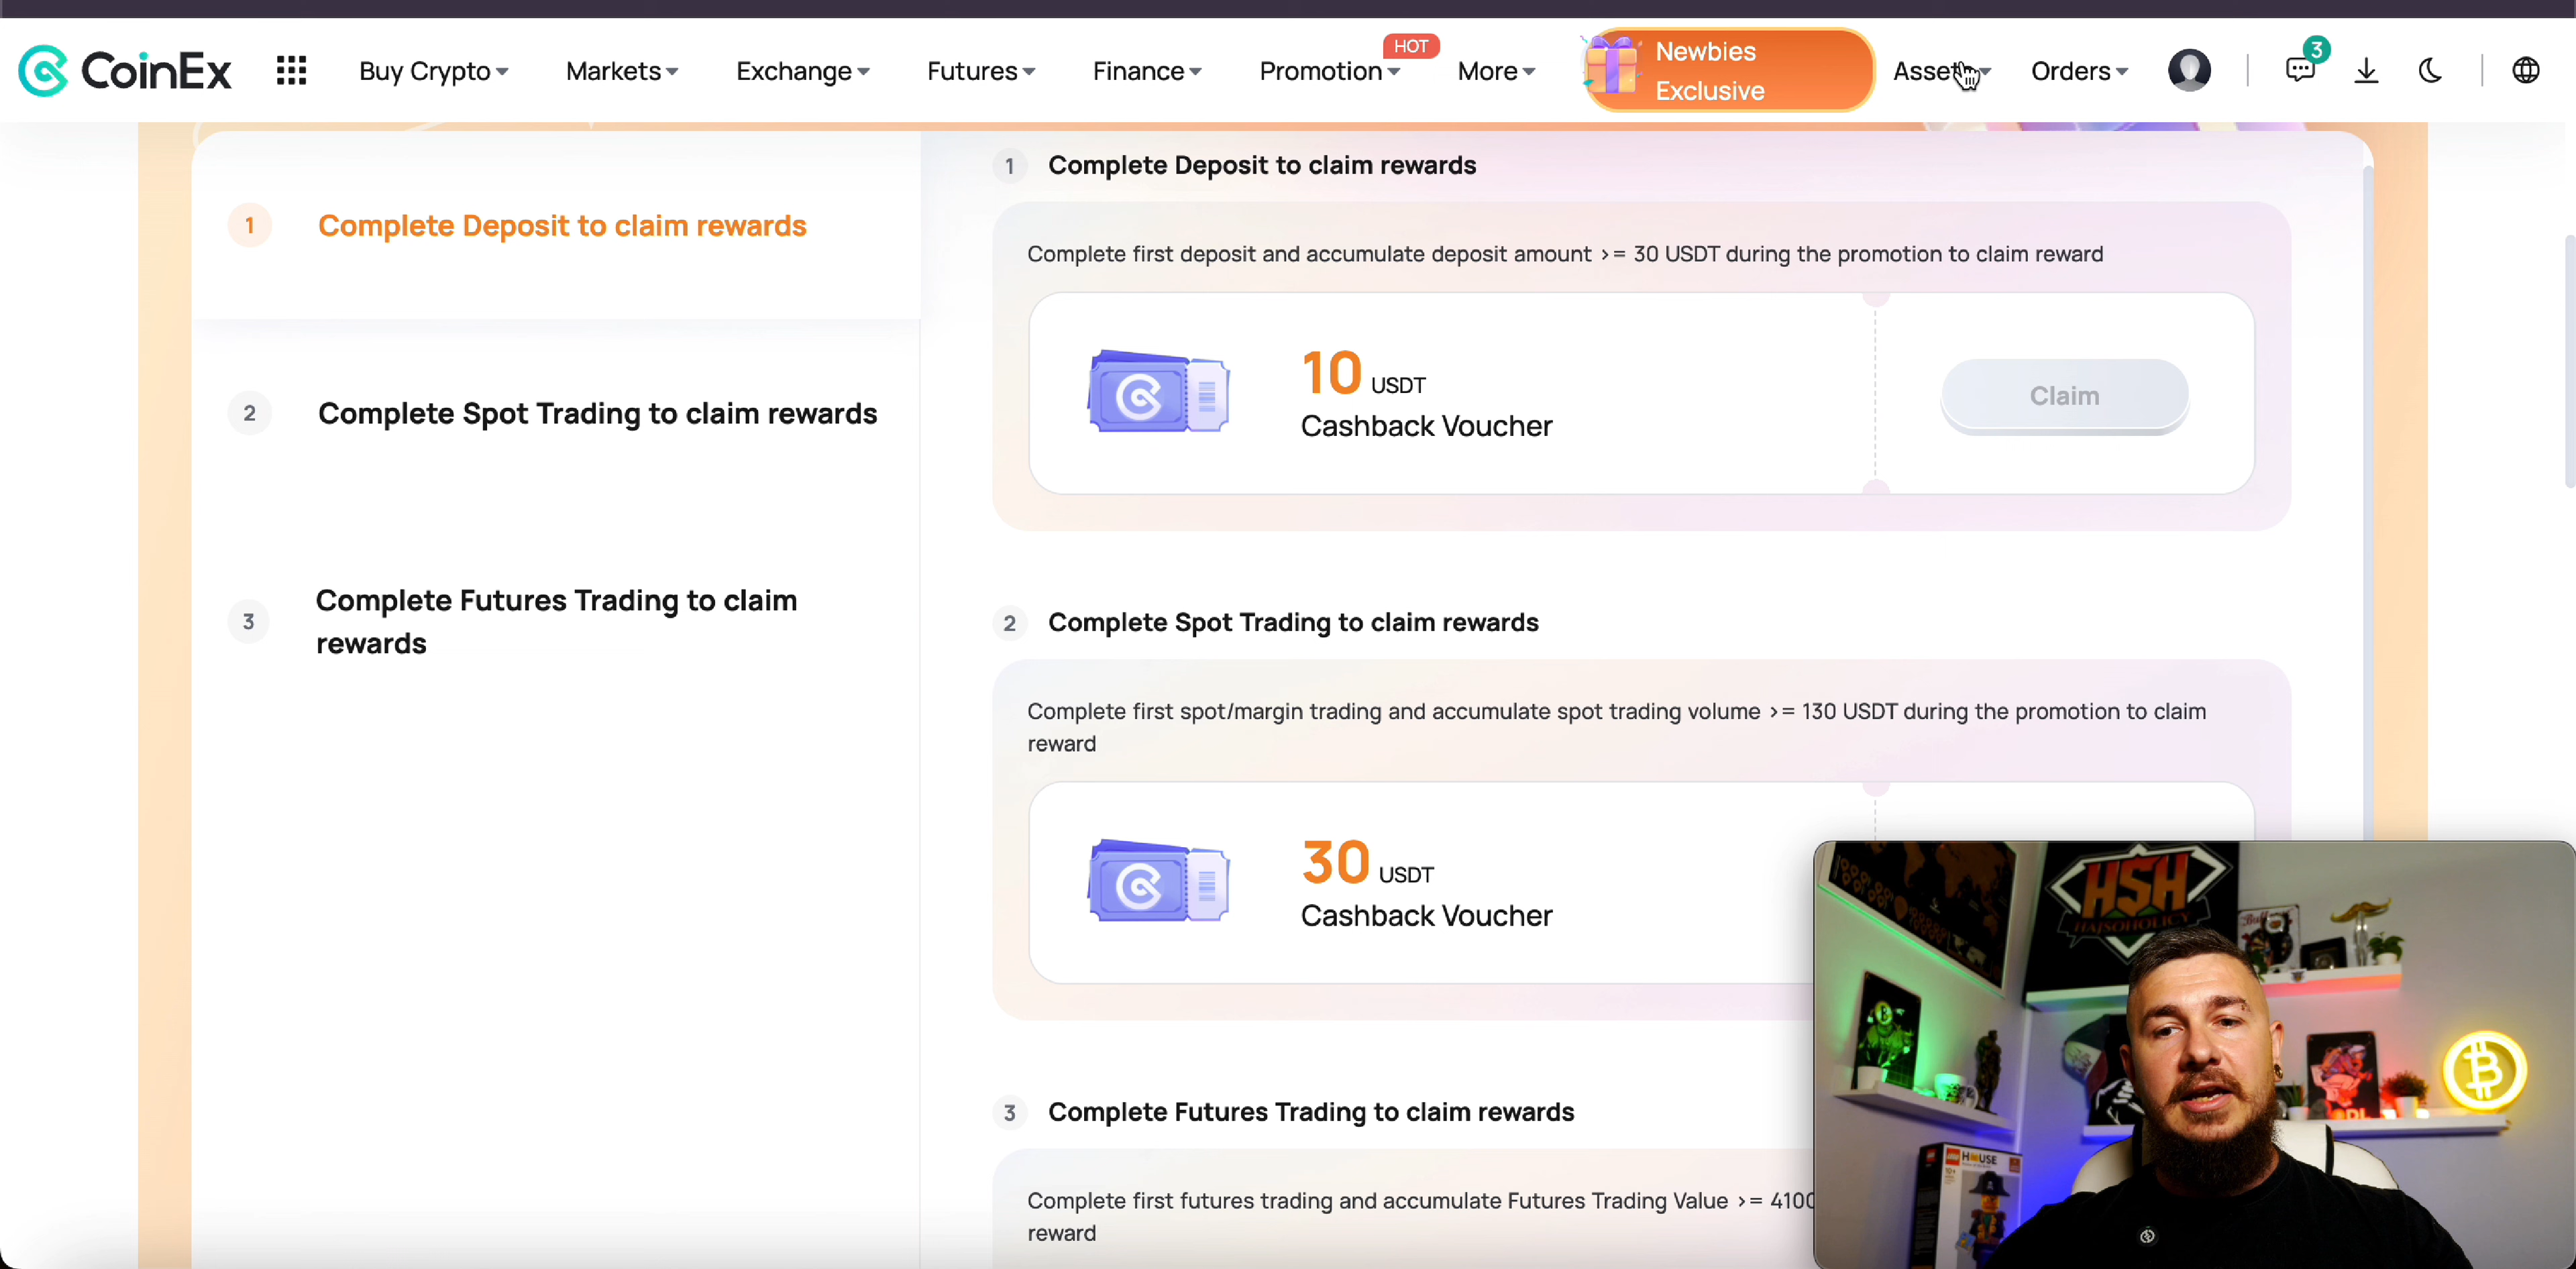 CoinEx
Buy Crypto
Markets
Exchange
Futures
Finance
HOT
Promotion
More
Newbies
Exclusive
Orders
3
1 Complete Deposit to claim rewards
2 Complete Spot Trading to claim rewards
3 Complete Futures Trading to claim
rewards
1 Complete Deposit to claim rewards
Complete first deposit and accumulate deposit amount >= 30 USDT during the promotion to claim reward
10 USDT
Cashback Voucher
Claim
2 Complete Spot Trading to claim rewards
Complete first spot/margin trading and accumulate spot trading volume >= 130 USDT during the promotion to claim
reward
30 USDT
Cashback Voucher
3 Complete Futures Trading to claim rewards
Complete first futures trading and accumulate Futures Trading Value >= 4100
reward
HSH
HAJSOHOLICY
HOUSE